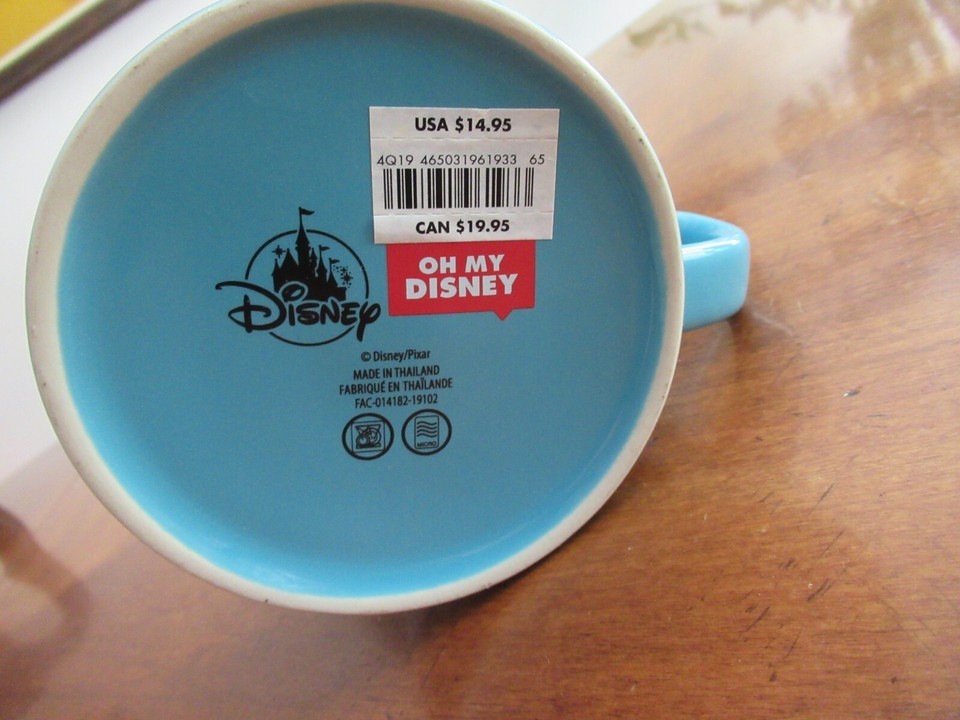 USA $14.95
4Q19 465031961933 65
CAN $19.95
OH MY
DISNEY
Disney
© Disney/Pixar
MADE IN THAILAND
FABRIQUÉ EN THAÏLANDE
FAC-014182-19102
MICRO